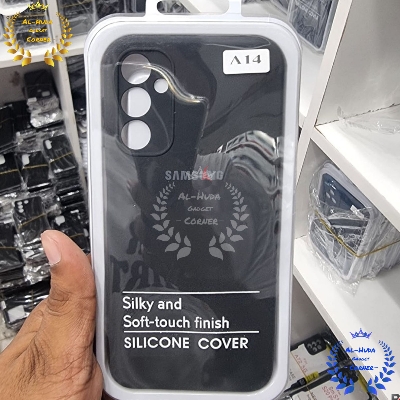 AL-HUDA
GADGET
CORNER
A14
SAMSUNG
AL-HUDA
GADGET
CORNER
Silky and
Soft-touch finish
SILICONE COVER
AL-HUDA
GADGET
CORNER